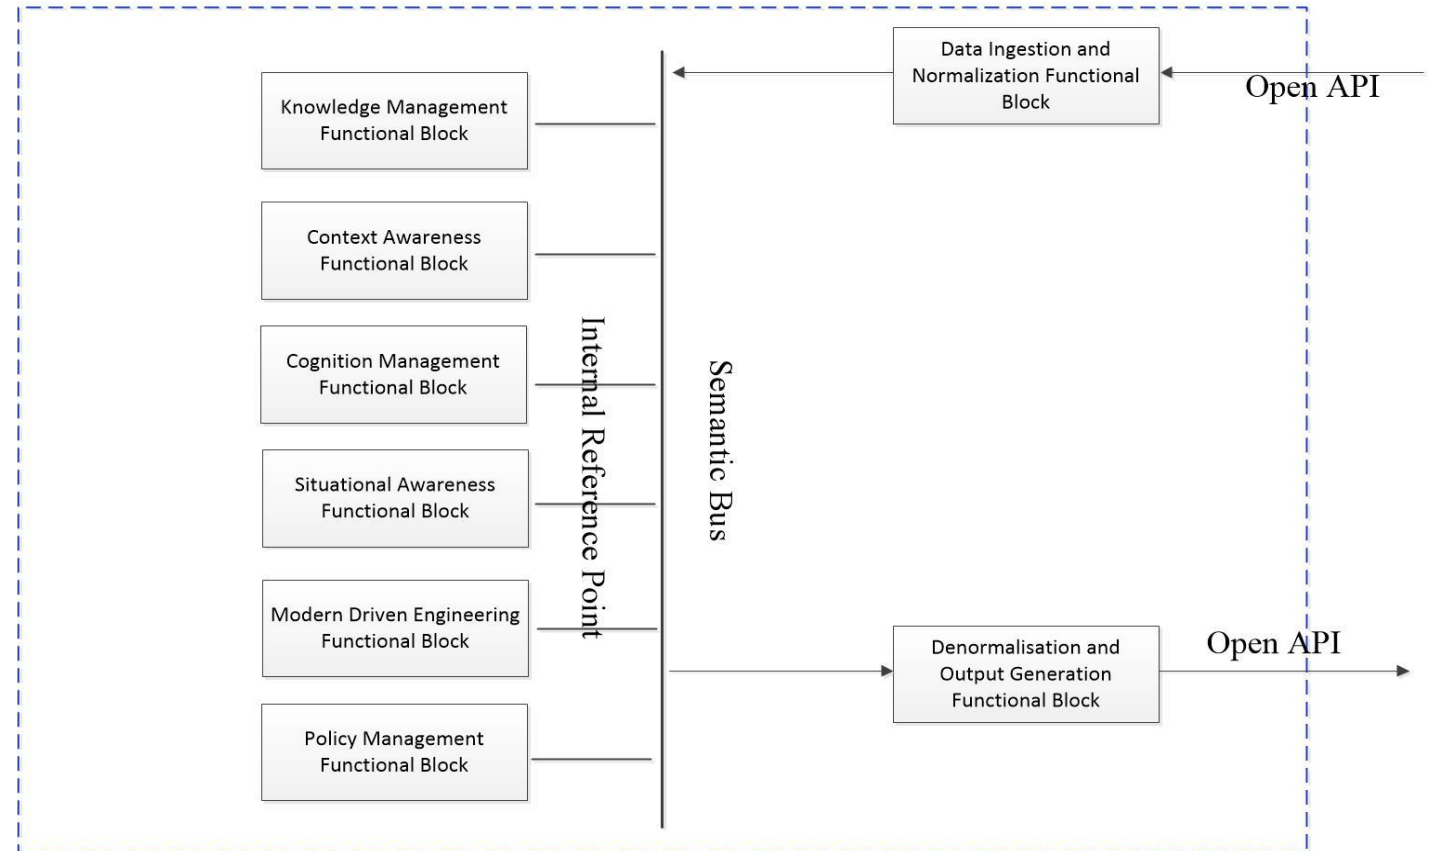 Data Ingestion and
Normalization Functional
Block
Open API
Knowledge Management
Functional Block
Context Awareness
Functional Block
Cognition Management
Functional Block
Situational Awareness
Functional Block
Modern Driven Engineering
Functional Block
Policy Management
Functional Block
Internal Reference Point
Semantic Bus
Denormalisation and
Output Generation
Functional Block
Open API